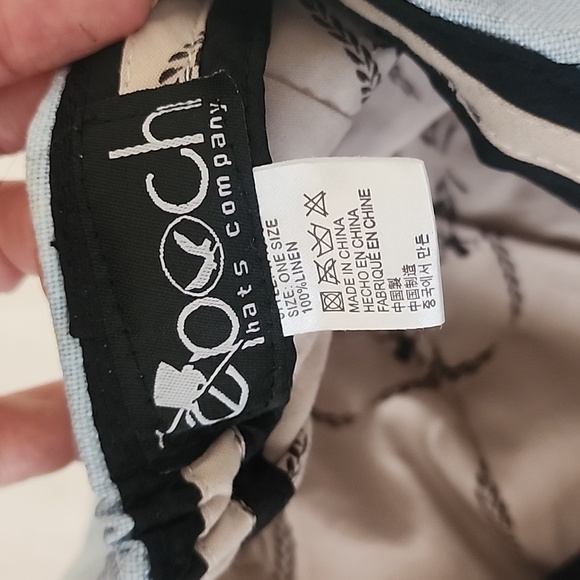 epoch
hats company
SIZE: ONE SIZE
100%LINEN
MADE IN CHINA
HECHO EN CHINA
FABRIQUÉ EN CHINE
中國製
中国制造
중국에서 만든